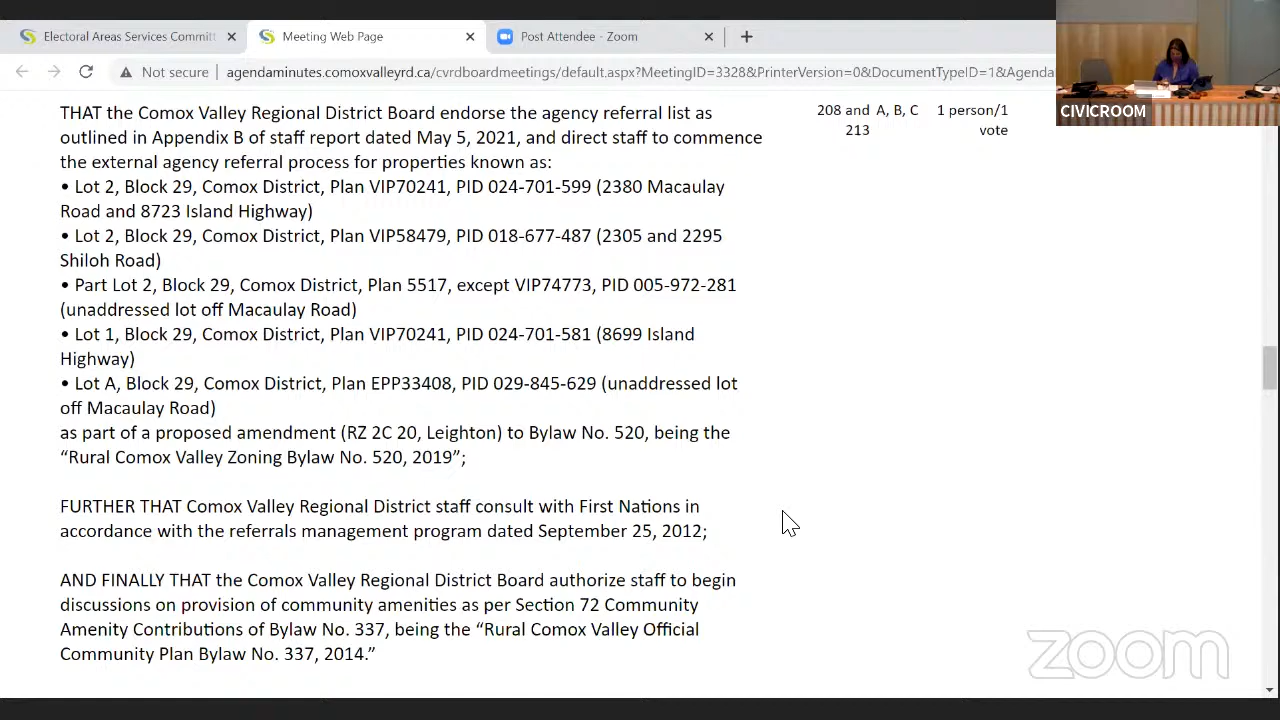 Electoral Areas Services Committ
Meeting Web Page
Post Attendee - Zoom
Not secure
agendaminutes.comoxvalleyrd.ca/cvrdboardmeetings/default.aspx?MeetingID=3328&PrinterVersion=0&DocumentTypeID=1&Agenda
CIVICROOM
THAT the Comox Valley Regional District Board endorse the agency referral list as
outlined in Appendix B of staff report dated May 5, 2021, and direct staff to commence
the external agency referral process for properties known as:
208 and A, B, C 1 person/1
213 vote
• Lot 2, Block 29, Comox District, Plan VIP70241, PID 024-701-599 (2380 Macaulay
Road and 8723 Island Highway)
• Lot 2, Block 29, Comox District, Plan VIP58479, PID 018-677-487 (2305 and 2295
Shiloh Road)
• Part Lot 2, Block 29, Comox District, Plan 5517, except VIP74773, PID 005-972-281
(unaddressed lot off Macaulay Road)
• Lot 1, Block 29, Comox District, Plan VIP70241, PID 024-701-581 (8699 Island
Highway)
• Lot A, Block 29, Comox District, Plan EPP33408, PID 029-845-629 (unaddressed lot
off Macaulay Road)
as part of a proposed amendment (RZ 2C 20, Leighton) to Bylaw No. 520, being the
“Rural Comox Valley Zoning Bylaw No. 520, 2019”;
FURTHER THAT Comox Valley Regional District staff consult with First Nations in
accordance with the referrals management program dated September 25, 2012;
AND FINALLY THAT the Comox Valley Regional District Board authorize staff to begin
discussions on provision of community amenities as per Section 72 Community
Amenity Contributions of Bylaw No. 337, being the “Rural Comox Valley Official
Community Plan Bylaw No. 337, 2014.”
zoom